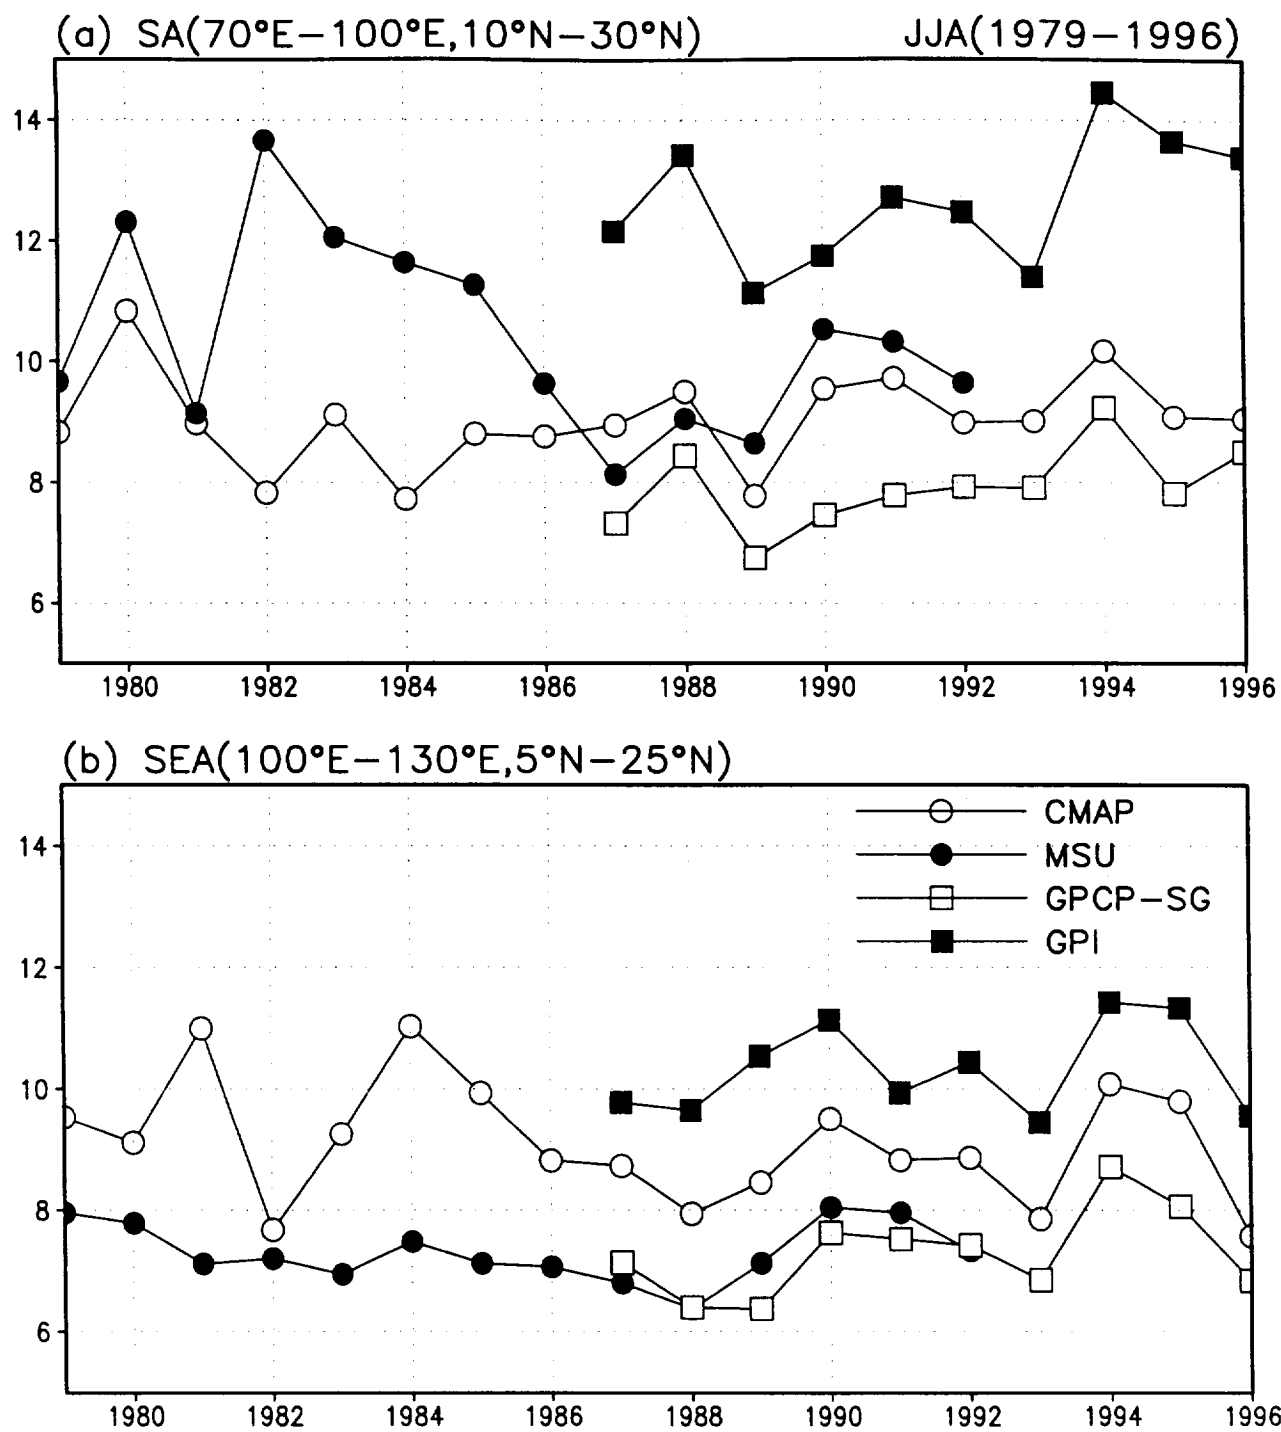 (a) SA(70°E−100°E,10°N−30°N) JJA(1979−1996)
14
12
10
8
6
1980 1982 1984 1986 1988 1990 1992 1994 1996
(b) SEA(100°E−130°E,5°N−25°N)
CMAP
MSU
GPCP−SG
GPI
14
12
10
8
6
1980 1982 1984 1986 1988 1990 1992 1994 1996